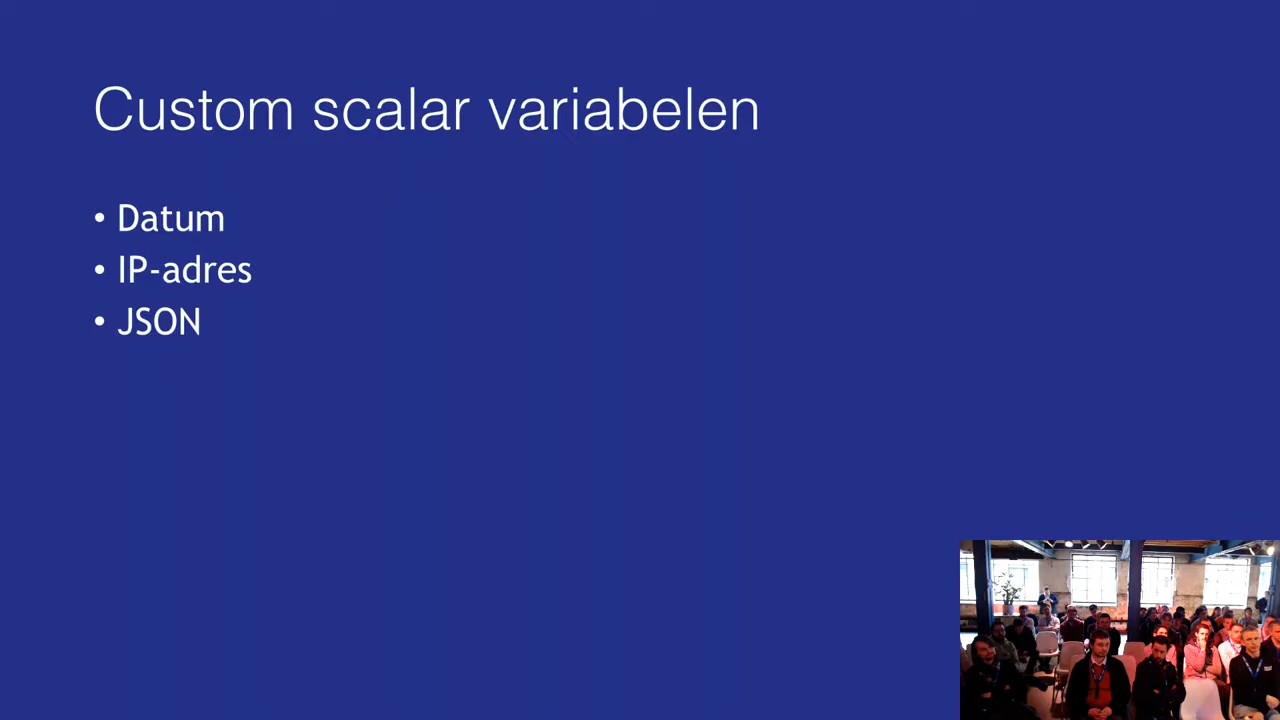 Custom scalar variabelen
• Datum
• IP-adres
• JSON